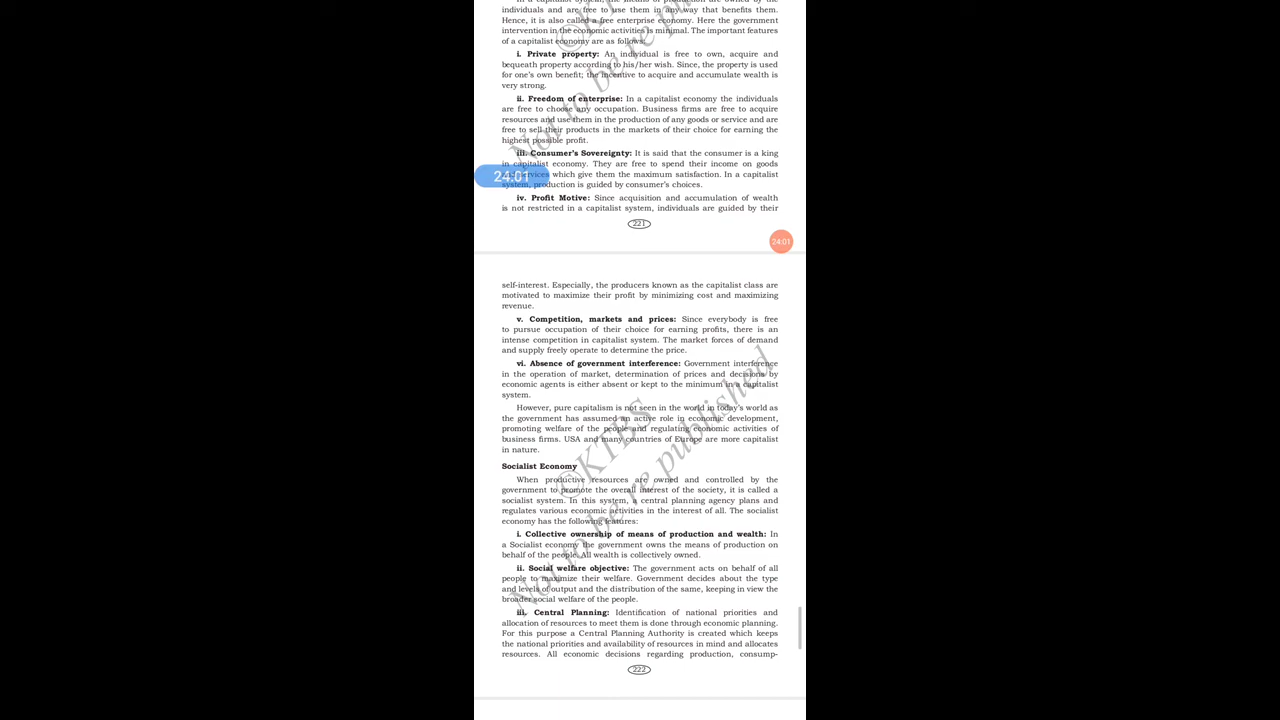 In a capitalist system, the means of production are owned by the
individuals and are free to use them in any way that benefits them.
Hence, it is also called a free enterprise economy. Here the government
intervention in the economic activities is minimal. The important features
of a capitalist economy are as follows:
i. Private property: An individual is free to own, acquire and
bequeath property according to his/her wish. Since, the property is used
for one's own benefit; the incentive to acquire and accumulate wealth is
very strong.
ii. Freedom of enterprise: In a capitalist economy the individuals
are free to choose any occupation. Business firms are free to acquire
resources and use them in the production of any goods or service and are
free to sell their products in the markets of their choice for earning the
highest possible profit.
iii. Consumer's Sovereignty: It is said that the consumer is a king
in capitalist economy. They are free to spend their income on goods
24:01
services which give them the maximum satisfaction. In a capitalist
system, production is guided by consumer's choices.
iv. Profit Motive: Since acquisition and accumulation of wealth
is not restricted in a capitalist system, individuals are guided by their
221
24:01
self-interest. Especially, the producers known as the capitalist class are
motivated to maximize their profit by minimizing cost and maximizing
revenue.
v. Competition, markets and prices: Since everybody is free
to pursue occupation of their choice for earning profits, there is an
intense competition in capitalist system. The market forces of demand
and supply freely operate to determine the price.
vi. Absence of government interference: Government interference
in the operation of market, determination of prices and decisions by
economic agents is either absent or kept to the minimum in a capitalist
system.
However, pure capitalism is not seen in the world in today's world as
the government has assumed an active role in economic development,
promoting welfare of the people and regulating economic activities of
business firms. USA and many countries of Europe are more capitalist
in nature.
Socialist Economy
When productive resources are owned and controlled by the
government to promote the overall interest of the society, it is called a
socialist system. In this system, a central planning agency plans and
regulates various economic activities in the interest of all. The socialist
economy has the following features:
i. Collective ownership of means of production and wealth: In
a Socialist economy the government owns the means of production on
behalf of the people. All wealth is collectively owned.
ii. Social welfare objective: The government acts on behalf of all
people to maximize their welfare. Government decides about the type
and levels of output and the distribution of the same, keeping in view the
broader social welfare of the people.
iii. Central Planning: Identification of national priorities and
allocation of resources to meet them is done through economic planning.
For this purpose a Central Planning Authority is created which keeps
the national priorities and availability of resources in mind and allocates
resources. All economic decisions regarding production, consump-
222
©KTBS
Not to be re published